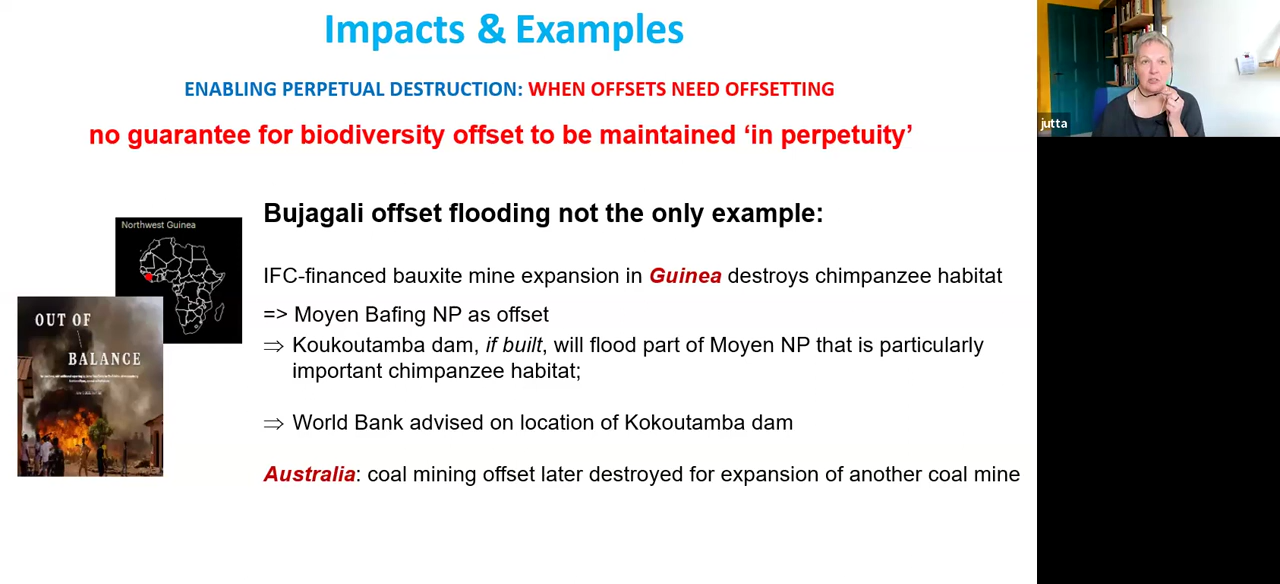 Impacts & Examples
ENABLING PERPETUAL DESTRUCTION: WHEN OFFSETS NEED OFFSETTING
no guarantee for biodiversity offset to be maintained ‘in perpetuity’
jutta
Bujagali offset flooding not the only example:
Northwest Guinea
IFC-financed bauxite mine expansion in Guinea destroys chimpanzee habitat
=> Moyen Bafing NP as offset
⇒ Koukoutamba dam, if built, will flood part of Moyen NP that is particularly
important chimpanzee habitat;
⇒ World Bank advised on location of Kokoutamba dam
Australia: coal mining offset later destroyed for expansion of another coal mine
OUT OF
BALANCE